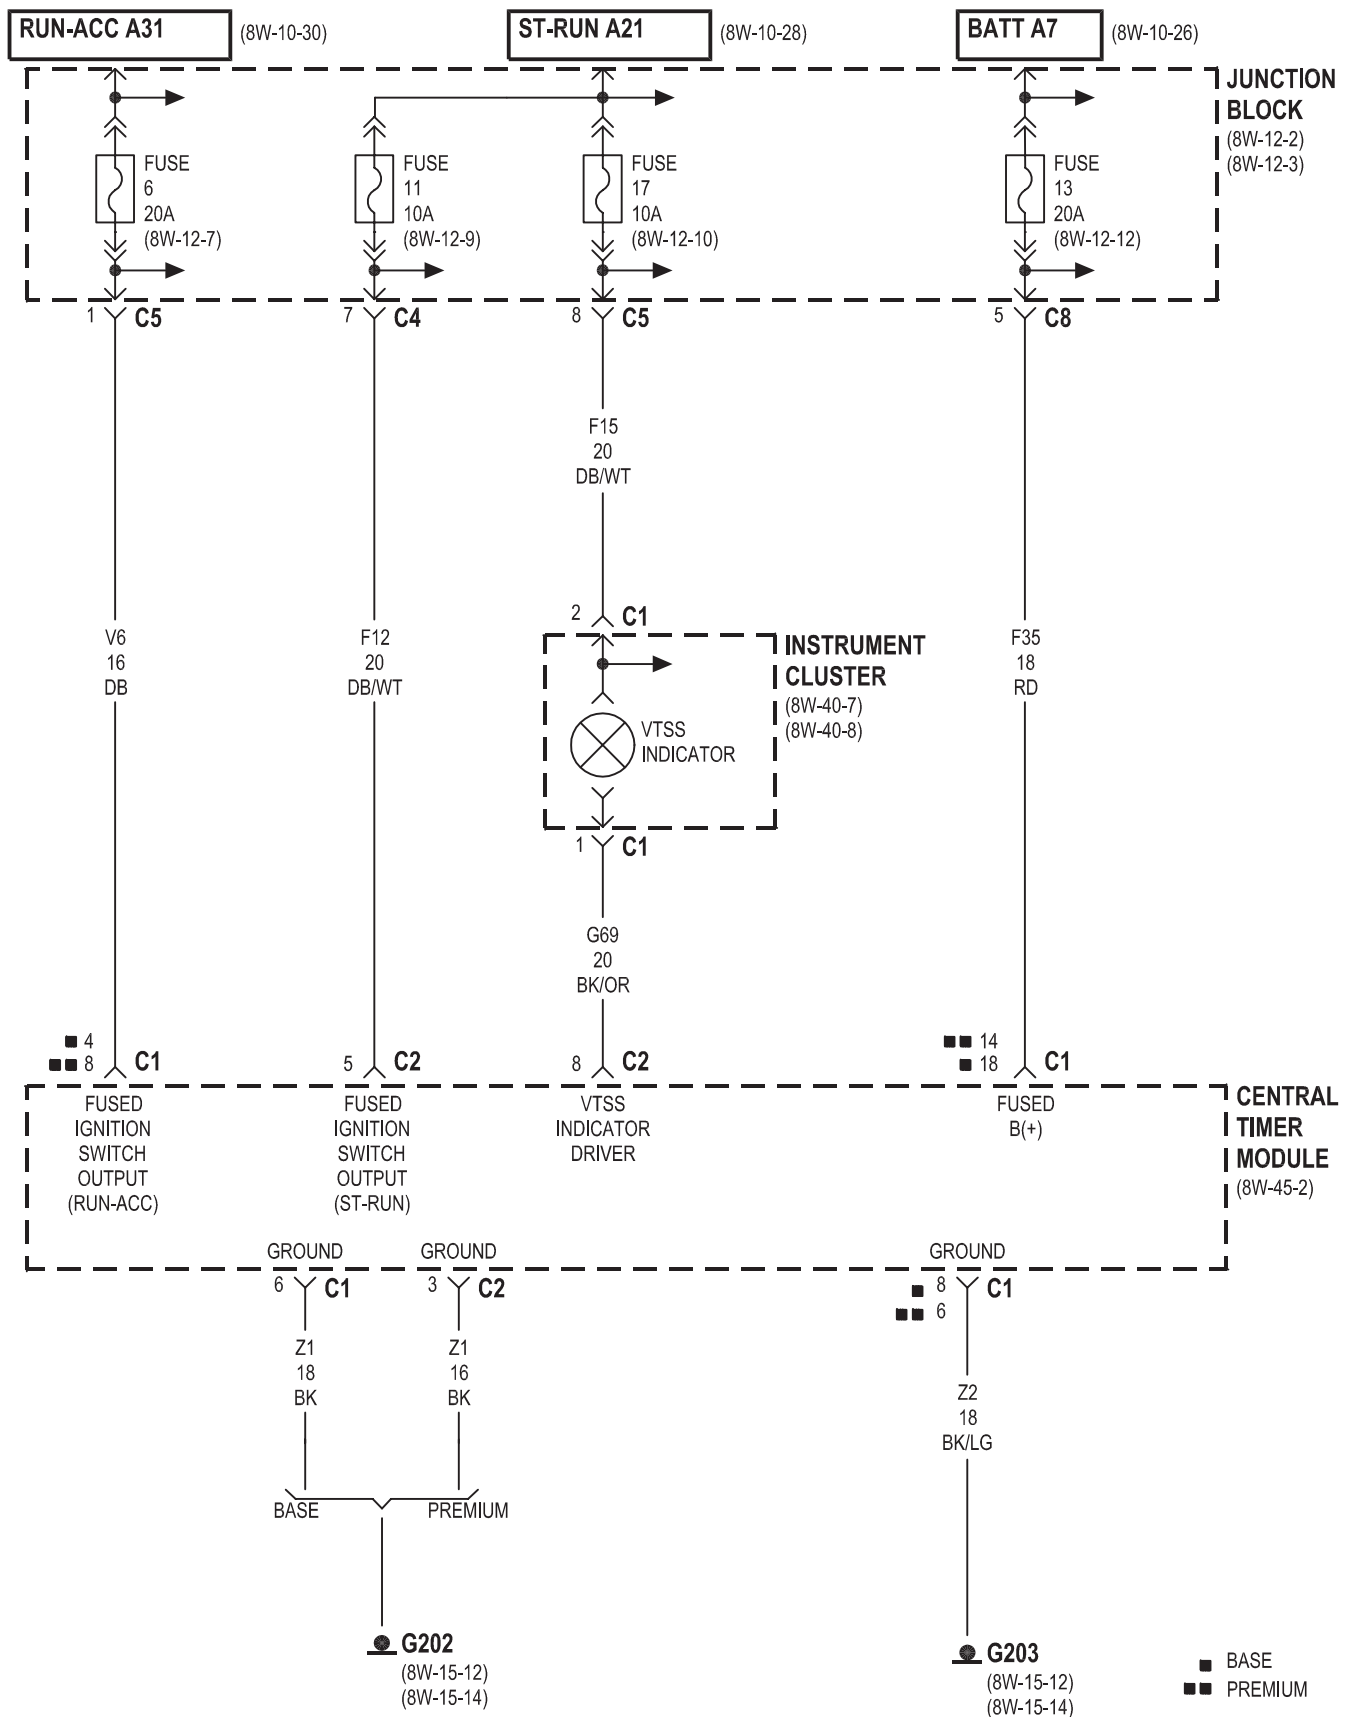 RUN-ACC A31 (8W-10-30)
ST-RUN A21 (8W-10-28)
BATT A7 (8W-10-26)
JUNCTION
BLOCK
(8W-12-2)
(8W-12-3)
FUSE
6
20A
(8W-12-7)
FUSE
11
10A
(8W-12-9)
FUSE
17
10A
(8W-12-10)
FUSE
13
20A
(8W-12-12)
1 C5
7 C4
8 C5
5 C8
F15
20
DB/WT
2 C1
V6
16
DB
F12
20
DB/WT
INSTRUMENT
CLUSTER
(8W-40-7)
(8W-40-8)
VTSS
INDICATOR
F35
18
RD
1 C1
G69
20
BK/OR
4
8 C1
5 C2
8 C2
14
18 C1
FUSED
IGNITION
SWITCH
OUTPUT
(RUN-ACC)
FUSED
IGNITION
SWITCH
OUTPUT
(ST-RUN)
VTSS
INDICATOR
DRIVER
FUSED
B(+)
CENTRAL
TIMER
MODULE
(8W-45-2)
GROUND
GROUND
GROUND
6 C1
3 C2
8 C1
6
Z1
18
BK
Z1
16
BK
Z2
18
BK/LG
BASE
PREMIUM
G202
(8W-15-12)
(8W-15-14)
G203
(8W-15-12)
(8W-15-14)
BASE
PREMIUM